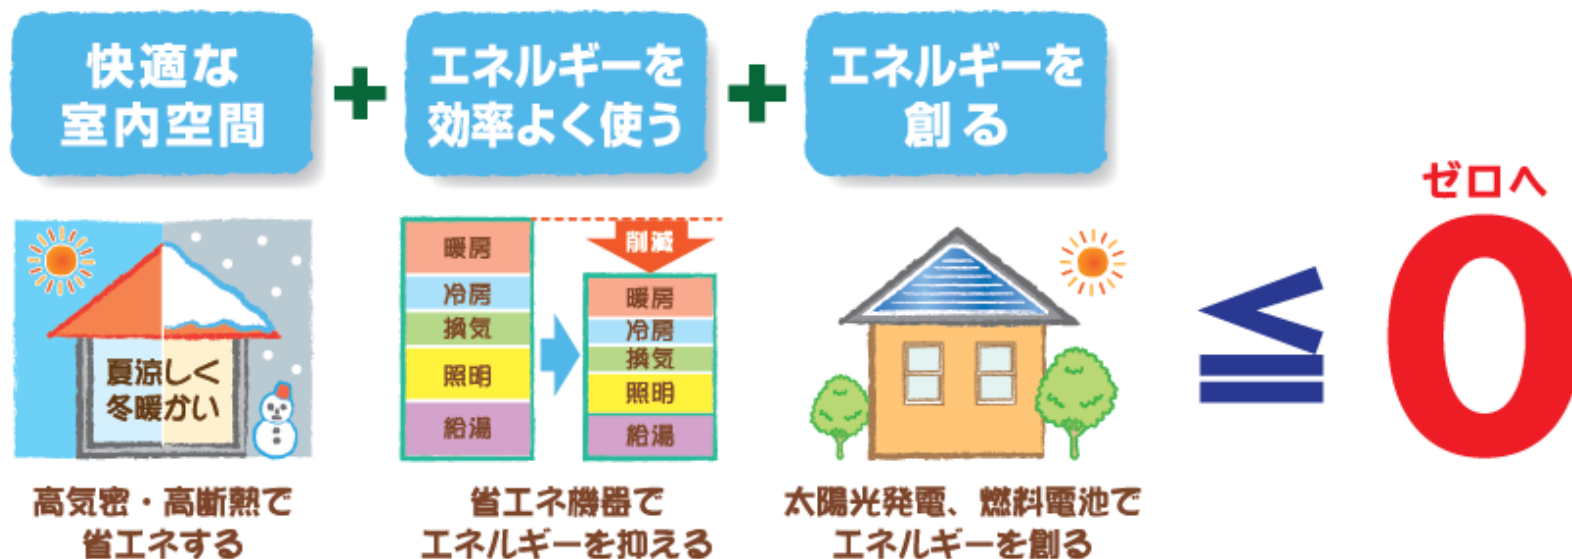 快適な
室内空間
+
エネルギーを
効率よく使う
+
エネルギーを
創る
夏涼しく
冬暖かい
高気密・高断熱で
省エネする
暖房
冷房
換気
照明
給湯
削減
暖房
冷房
換気
照明
給湯
省エネ機器で
エネルギーを抑える
太陽光発電、燃料電池で
エネルギーを創る
≦
ゼロへ
0